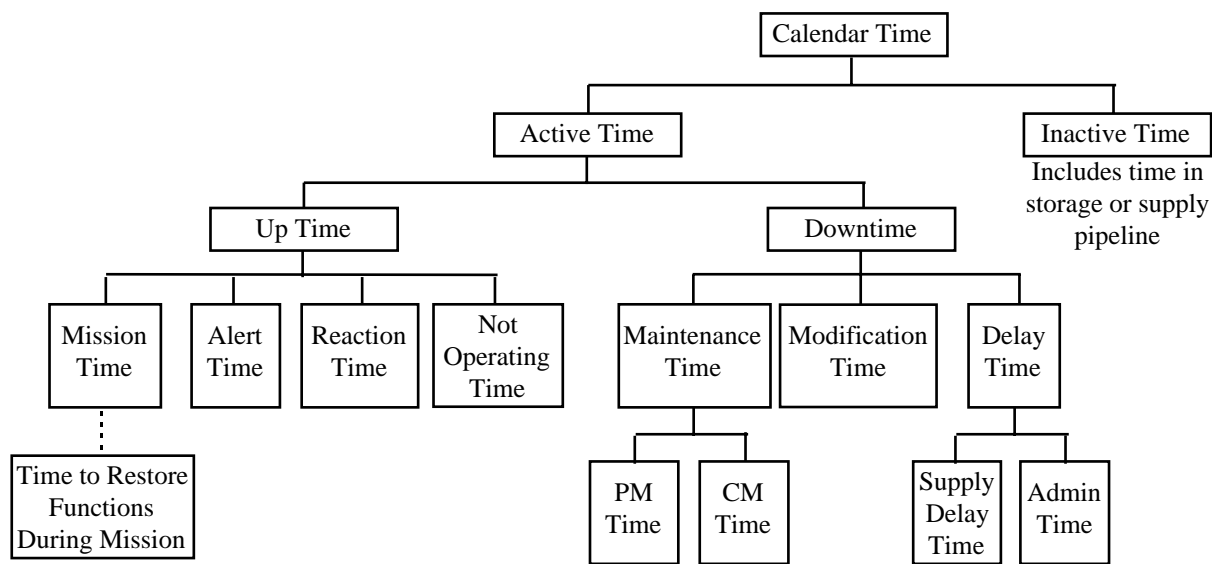 Calendar Time
Active Time
Inactive Time
Includes time in
storage or supply
pipeline
Up Time
Downtime
Mission
Time
Alert
Time
Reaction
Time
Not
Operating
Time
Maintenance
Time
Modification
Time
Delay
Time
Time to Restore
Functions
During Mission
PM
Time
CM
Time
Supply
Delay
Time
Admin
Time